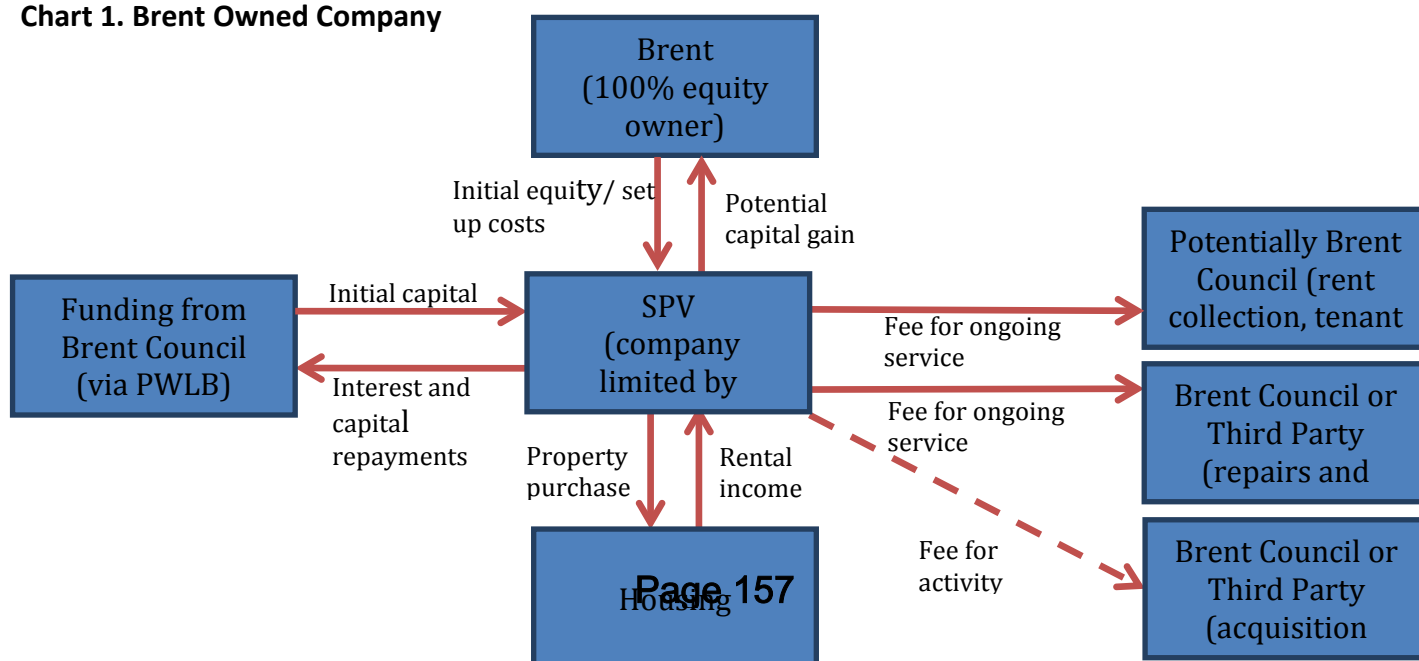 Chart 1. Brent Owned Company
Brent
(100% equity
owner)
Initial equity/ set
up costs
Potential
capital gain
Funding from
Brent Council
(via PWLB)
Initial capital
Interest and
capital
repayments
SPV
(company
limited by
Fee for ongoing
service
Potentially Brent
Council (rent
collection, tenant
Fee for ongoing
service
Brent Council or
Third Party
(repairs and
Property
purchase
Rental
income
Fee for
activity
Brent Council or
Third Party
(acquisition
Housing
Page 157